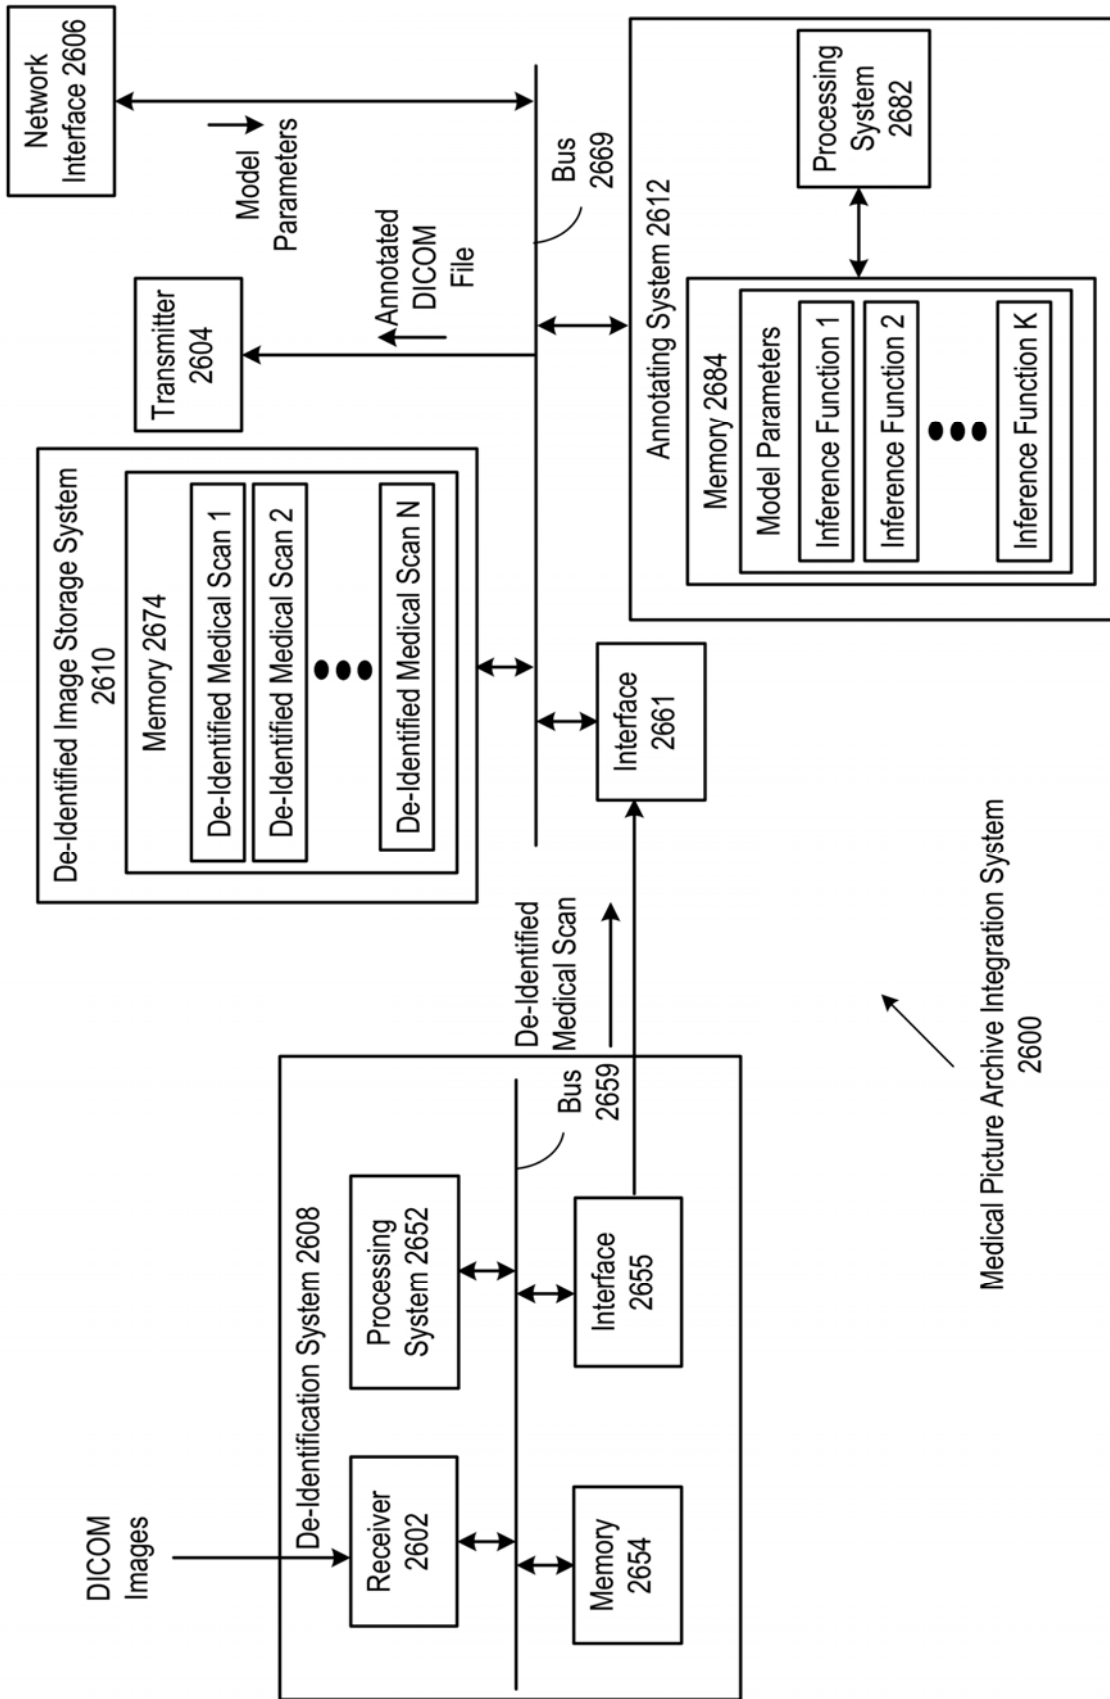 DICOM
Images
De-Identification System 2608
Receiver
2602
Processing
System 2652
Bus
2659
Memory
2654
Interface
2655
De-Identified
Medical Scan
De-Identified Image Storage System
2610
Memory 2674
De-Identified Medical Scan 1
De-Identified Medical Scan 2
De-Identified Medical Scan N
Transmitter
2604
Annotated
DICOM
File
Network
Interface 2606
Model
Parameters
Bus
2669
Interface
2661
Annotating System 2612
Memory 2684
Model Parameters
Inference Function 1
Inference Function 2
Inference Function K
Processing
System
2682
Medical Picture Archive Integration System
2600